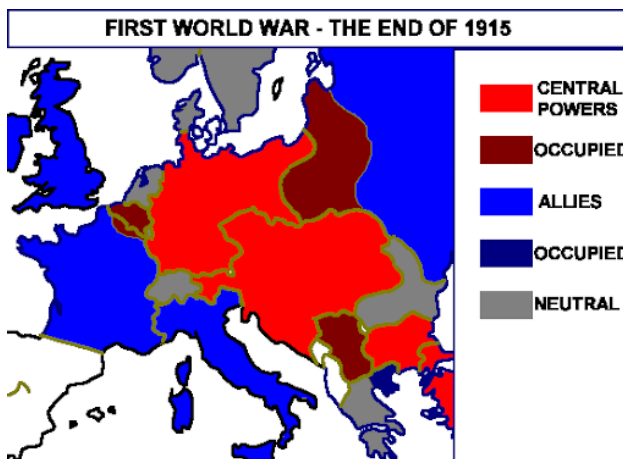 FIRST WORLD WAR - THE END OF 1915
CENTRAL
POWERS
OCCUPIED
ALLIES
OCCUPIED
NEUTRAL